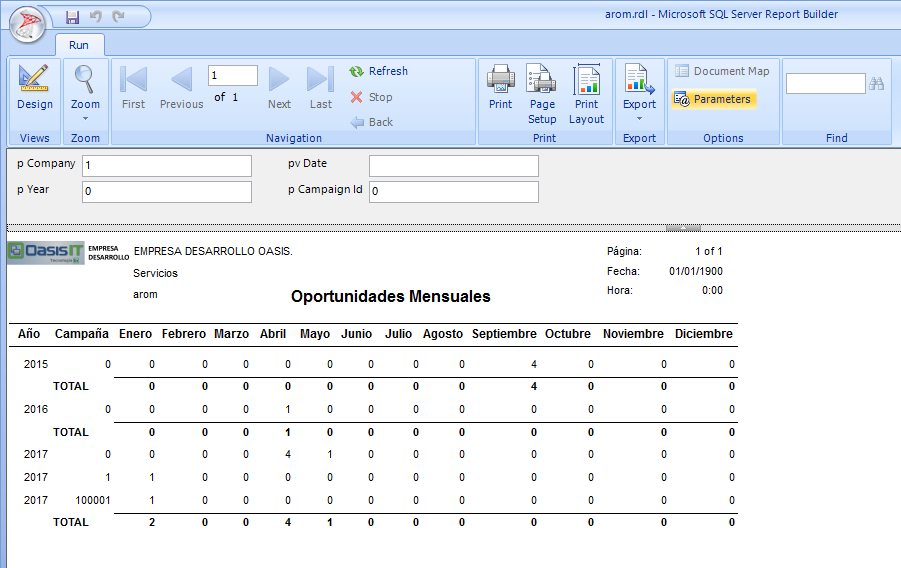 arom.rdl - Microsoft SQL Server Report Builder
Run
Design
Zoom
First
Previous
1
of 1
Next
Last
Refresh
Stop
Back
Print
Page Setup
Print Layout
Export
Document Map
Parameters
Views
Zoom
Navigation
Print
Export
Options
Find
p Company 1 pv Date
p Year 0 p Campaign Id 0
OasisIT
Tecnología
EMPRESA DESARROLLO
EMPRESA DESARROLLO OASIS. Página: 1 of 1
Servicios Fecha: 01/01/1900
arom Oportunidades Mensuales Hora: 0:00
Año Campaña Enero Febrero Marzo Abril Mayo Junio Julio Agosto Septiembre Octubre Noviembre Diciembre
2015 0 0 0 0 0 0 0 0 0 4 0 0 0
TOTAL 0 0 0 0 0 0 0 0 4 0 0 0
2016 0 0 0 0 1 0 0 0 0 0 0 0 0
TOTAL 0 0 0 1 0 0 0 0 0 0 0 0
2017 0 0 0 0 4 1 0 0 0 0 0 0 0
2017 1 1 0 0 0 0 0 0 0 0 0 0 0
2017 100001 1 0 0 0 0 0 0 0 0 0 0 0
TOTAL 2 0 0 4 1 0 0 0 0 0 0 0